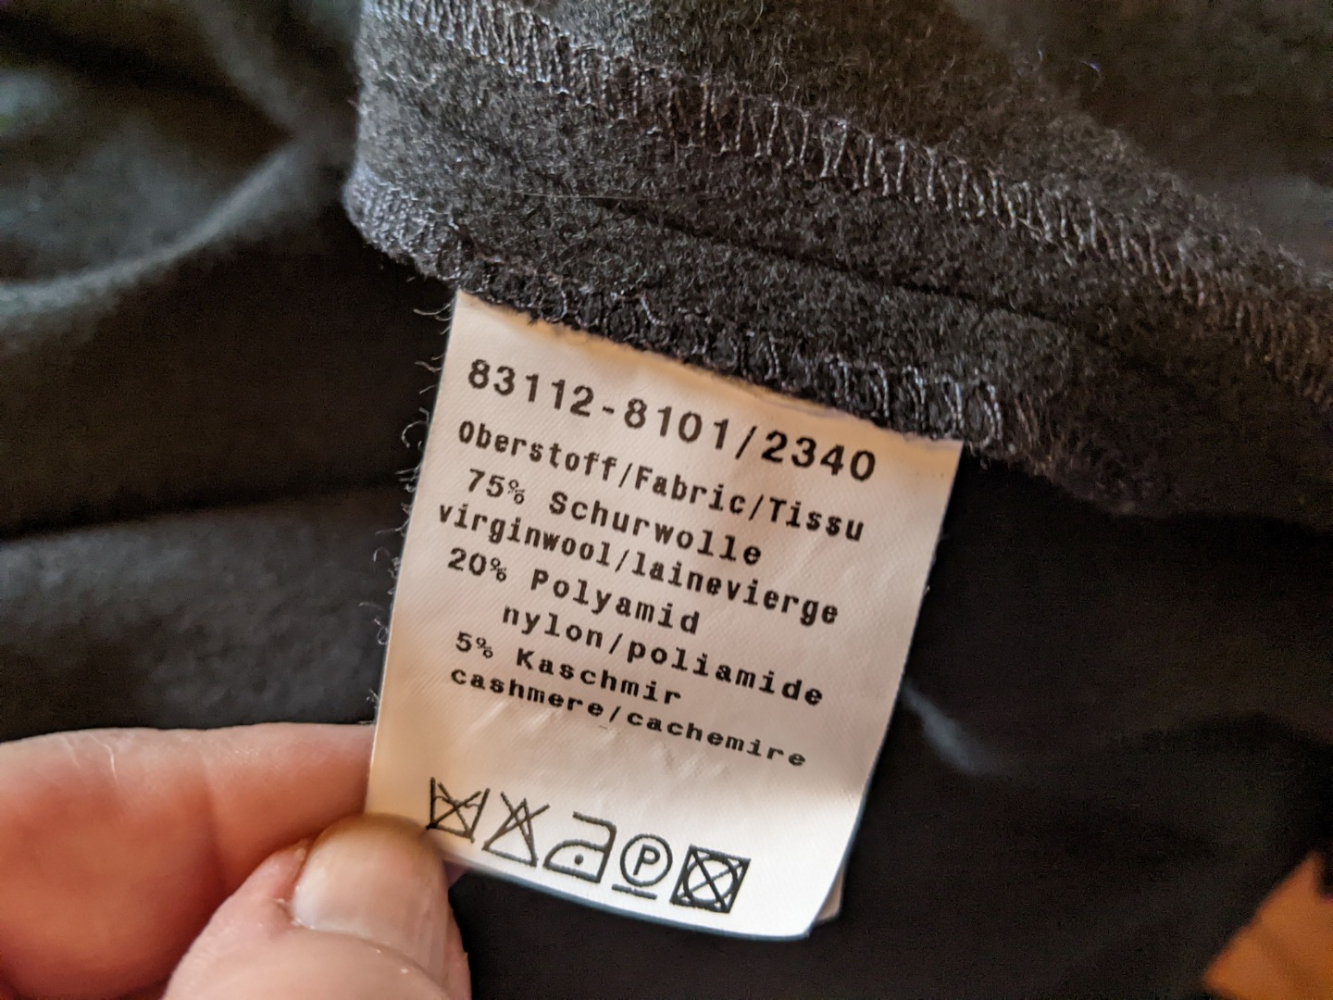 83112-8101/2340
Oberstoff/Fabric/Tissu
75% Schurwolle
virginwool/lainevierge
20% Polyamid
nylon/poliamide
5% Kaschmir
cashmere/cachemire
P